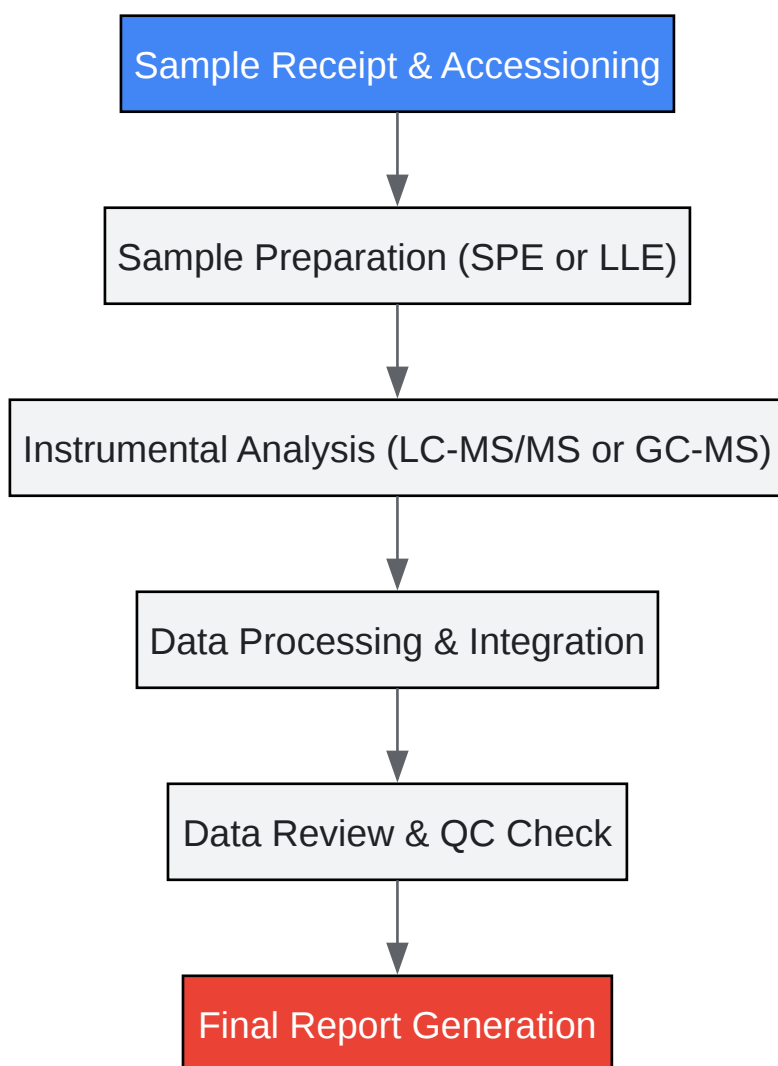 Sample Receipt & Accessioning
Sample Preparation (SPE or LLE)
Instrumental Analysis (LC-MS/MS or GC-MS)
Data Processing & Integration
Data Review & QC Check
Final Report Generation